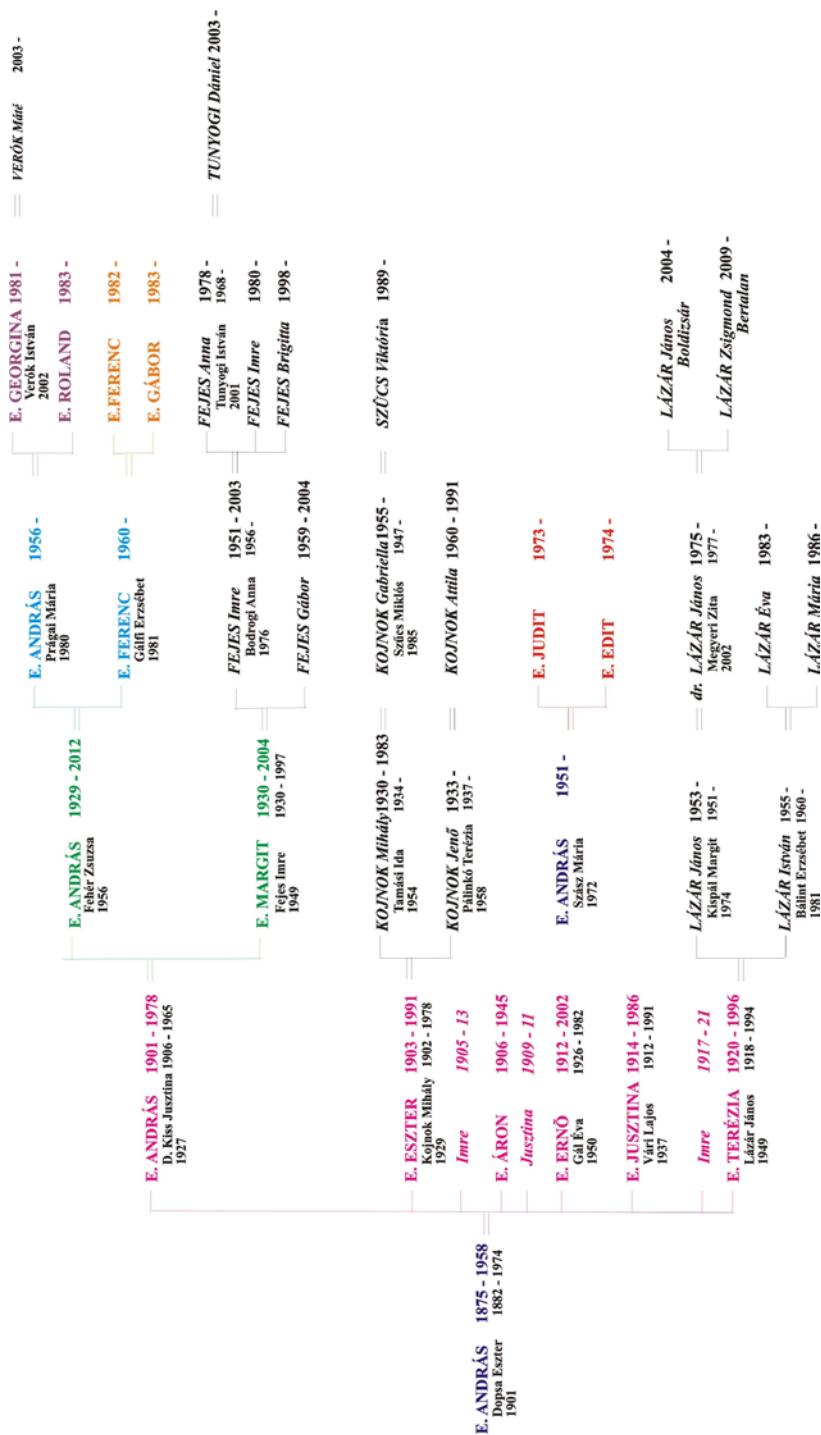 E. ANDRÁS 1875 - 1958
Dopsa Eszter 1882 - 1974
1901
E. ANDRÁS 1901 - 1978
D. Kiss Jusztina 1906 - 1965
1927
E. ESZTER 1903 - 1991
Kojnok Mihály 1902 - 1978
1929
Imre 1905 - 13
E. ÁRON 1906 - 1945
Jusztina 1909 - 11
E. ERNŐ 1912 - 2002
Gál Éva 1926 - 1982
1950
E. JUSZTINA 1914 - 1986
Vári Lajos 1912 - 1991
1937
Imre 1917 - 21
E. TERÉZIA 1920 - 1996
Lázár János 1918 - 1994
1949
E. ANDRÁS 1929 - 2012
Fehér Zsuzsa
1956
E. MARGIT 1930 - 2004
Fejes Imre 1930 - 1997
1949
KOJNOK Mihály 1930 - 1983
Tamási Ida 1934 -
1954
KOJNOK Jenő 1933 -
Pálinkó Terézia 1937 -
1958
E. ANDRÁS 1951 -
Szász Mária
1972
LÁZÁR János 1953 -
Kispál Margit 1951 -
1974
LÁZÁR István 1955 -
Bálint Erzsébet 1960 -
1981
E. ANDRÁS 1956 -
Prágai Mária
1980
E. FERENC 1960 -
Gálfi Erzsébet
1981
FEJES Imre 1951 - 2003
Bodrogi Anna 1956 -
1976
FEJES Gábor 1959 - 2004
KOJNOK Gabriella 1955 -
Szűcs Miklós 1947 -
1985
KOJNOK Attila 1960 - 1991
E. JUDIT 1973 -
E. EDIT 1974 -
dr. LÁZÁR János 1975 -
Megyeri Zita 1977 -
2002
LÁZÁR Éva 1983 -
LÁZÁR Mária 1986 -
E. GEORGINA 1981 -
Verók István
2002
E. ROLAND 1983 -
E.FERENC 1982 -
E. GÁBOR 1983 -
FEJES Anna 1978 -
Tunyogi István 1968 -
2001
FEJES Imre 1980 -
FEJES Brigitta 1998 -
SZŰCS Viktória 1989 -
LÁZÁR János 2004 -
Boldizsár
LÁZÁR Zsigmond 2009 -
Bertalan
VERÓK Máté 2003 -
TUNYOGI Dániel 2003 -